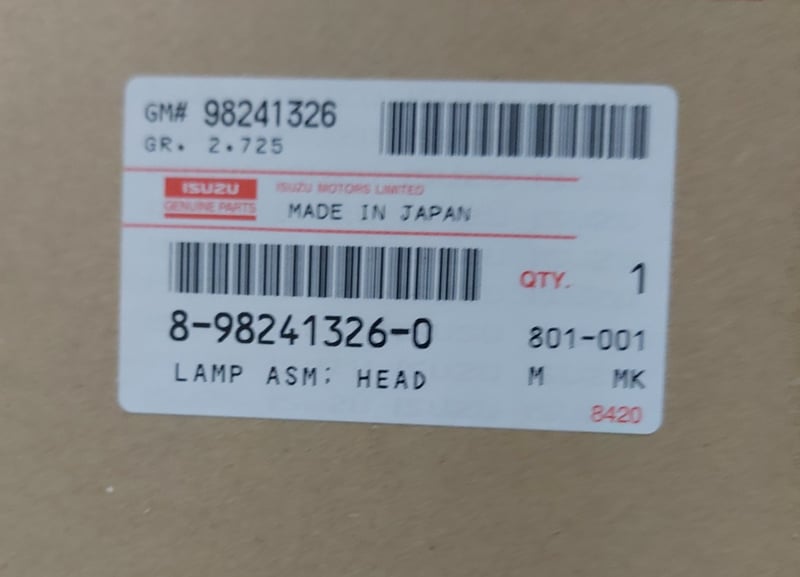 GM# 98241326
GR. 2.725
ISUZU
GENUINE PARTS
ISUZU MOTORS LIMITED
MADE IN JAPAN
QTY. 1
8-98241326-0
801-001
LAMP ASM; HEAD
M MK
8420